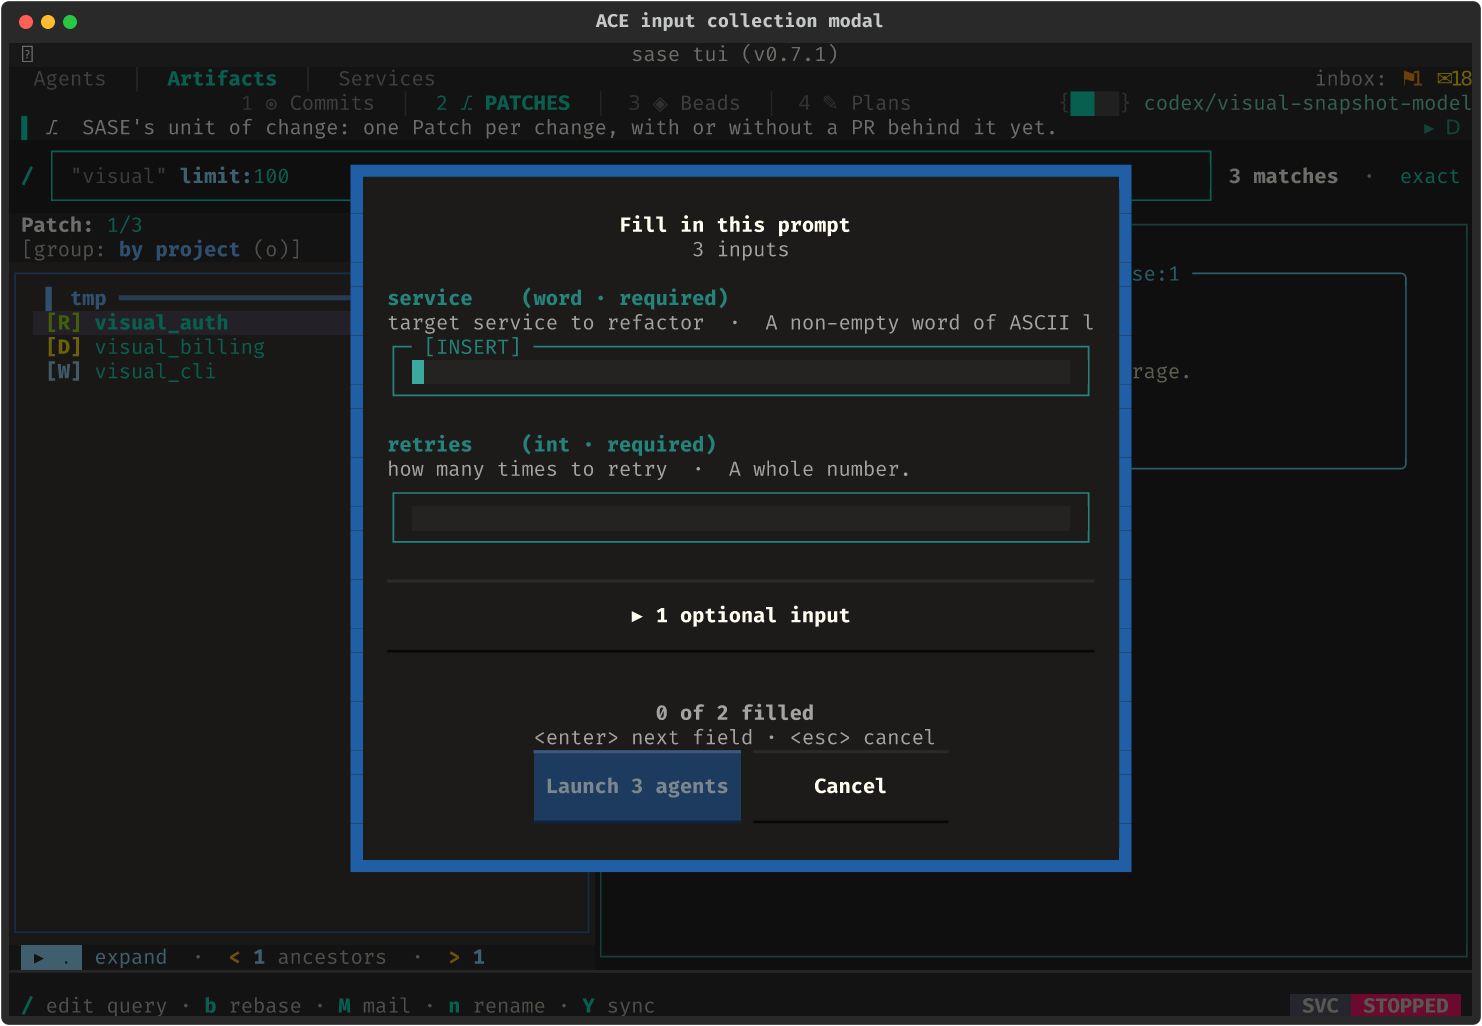 ACE input collection modal
sase tui (v0.7.1)
Agents │ Artifacts │ Services inbox: ⚑1 ✉18
1 ⊙ Commits │ 2 PATCHES │ 3 ◈ Beads │ 4 ✎ Plans { } codex/visual-snapshot-model
SASE's unit of change: one Patch per change, with or without a PR behind it yet. ▶ D
/ "visual" limit:100 3 matches · exact
Patch: 1/3
[group: by project (o)]
se:1
tmp
[R] visual_auth
[D] visual_billing
[W] visual_cli
rage.
Fill in this prompt
3 inputs
service (word · required)
target service to refactor · A non-empty word of ASCII l
[INSERT]
retries (int · required)
how many times to retry · A whole number.
▶ 1 optional input
0 of 2 filled
<enter> next field · <esc> cancel
Launch 3 agents Cancel
▶ . expand · < 1 ancestors · > 1
/ edit query · b rebase · M mail · n rename · Y sync SVC STOPPED